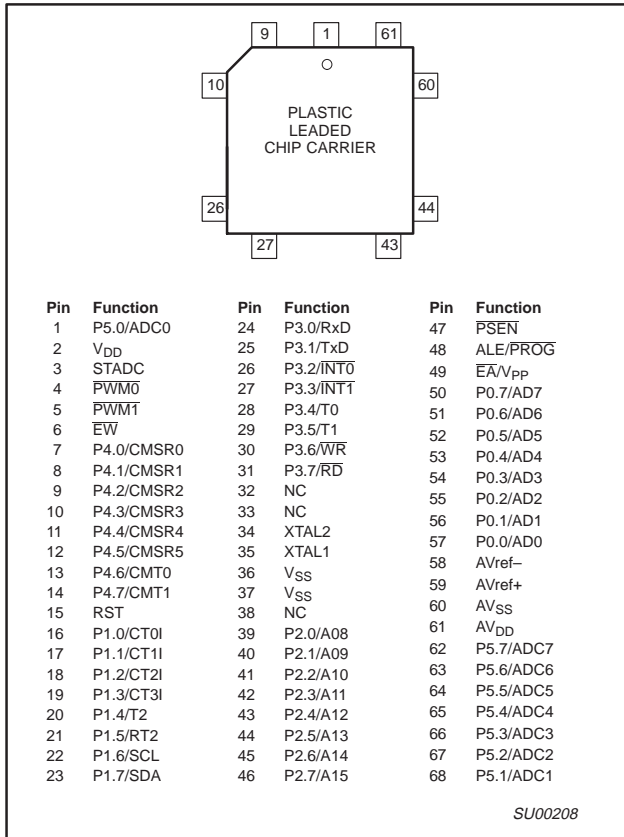 9 1 61
10 60
PLASTIC
LEADED
CHIP CARRIER
26 44
27 43
Pin Function
1 P5.0/ADC0
2 VDD
3 STADC
4 PWM0
5 PWM1
6 EW
7 P4.0/CMSR0
8 P4.1/CMSR1
9 P4.2/CMSR2
10 P4.3/CMSR3
11 P4.4/CMSR4
12 P4.5/CMSR5
13 P4.6/CMT0
14 P4.7/CMT1
15 RST
16 P1.0/CT0I
17 P1.1/CT1I
18 P1.2/CT2I
19 P1.3/CT3I
20 P1.4/T2
21 P1.5/RT2
22 P1.6/SCL
23 P1.7/SDA
Pin Function
24 P3.0/RxD
25 P3.1/TxD
26 P3.2/INT0
27 P3.3/INT1
28 P3.4/T0
29 P3.5/T1
30 P3.6/WR
31 P3.7/RD
32 NC
33 NC
34 XTAL2
35 XTAL1
36 VSS
37 VSS
38 NC
39 P2.0/A08
40 P2.1/A09
41 P2.2/A10
42 P2.3/A11
43 P2.4/A12
44 P2.5/A13
45 P2.6/A14
46 P2.7/A15
Pin Function
47 PSEN
48 ALE/PROG
49 EA/VPP
50 P0.7/AD7
51 P0.6/AD6
52 P0.5/AD5
53 P0.4/AD4
54 P0.3/AD3
55 P0.2/AD2
56 P0.1/AD1
57 P0.0/AD0
58 AVref–
59 AVref+
60 AVSS
61 AVDD
62 P5.7/ADC7
63 P5.6/ADC6
64 P5.5/ADC5
65 P5.4/ADC4
66 P5.3/ADC3
67 P5.2/ADC2
68 P5.1/ADC1
SU00208